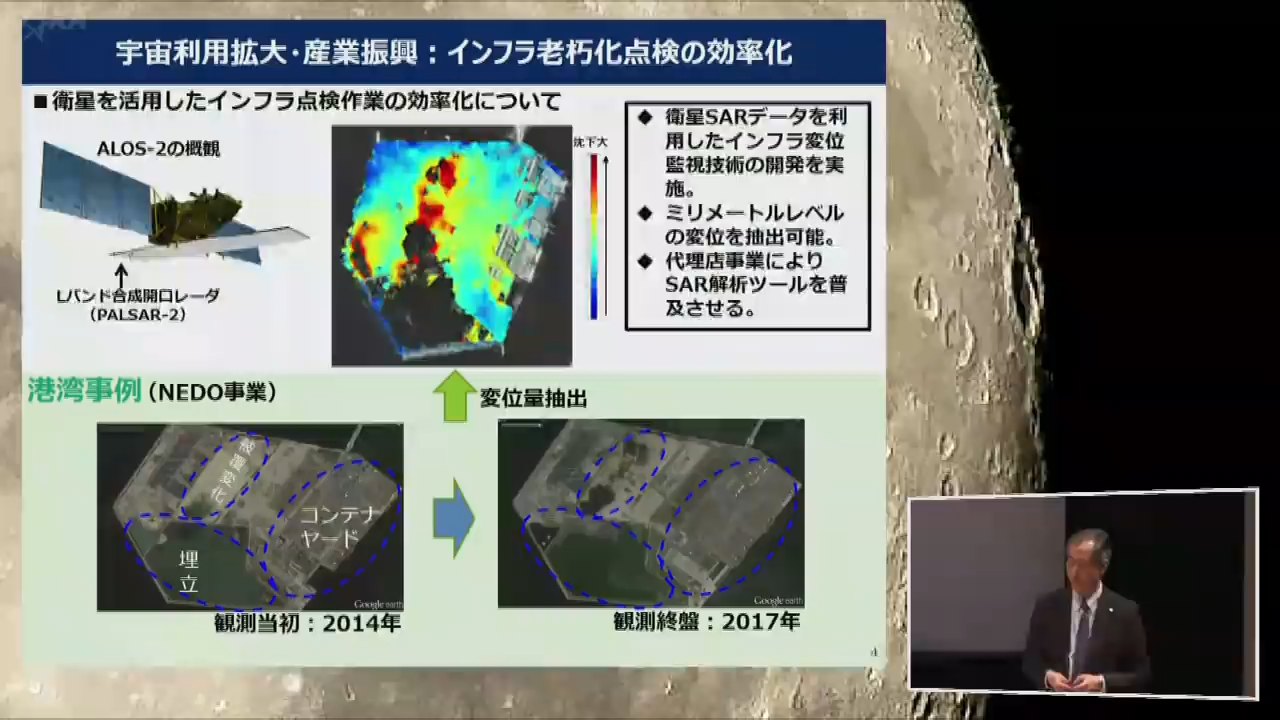 JAXA
宇宙利用拡大・産業振興：インフラ老朽化点検の効率化
■衛星を活用したインフラ点検作業の効率化について
ALOS-2の概観
Lバンド合成開口レーダ
（PALSAR-2）
沈下大
◆ 衛星SARデータを利
用したインフラ変位
監視技術の開発を実
施。
◆ ミリメートルレベル
の変位を抽出可能。
◆ 代理店事業により
SAR解析ツールを普
及させる。
港湾事例（NEDO事業）
変位量抽出
変化
コンテナ
ヤード
埋
立
Google earth
Google earth
観測当初：2014年
観測終盤：2017年
4